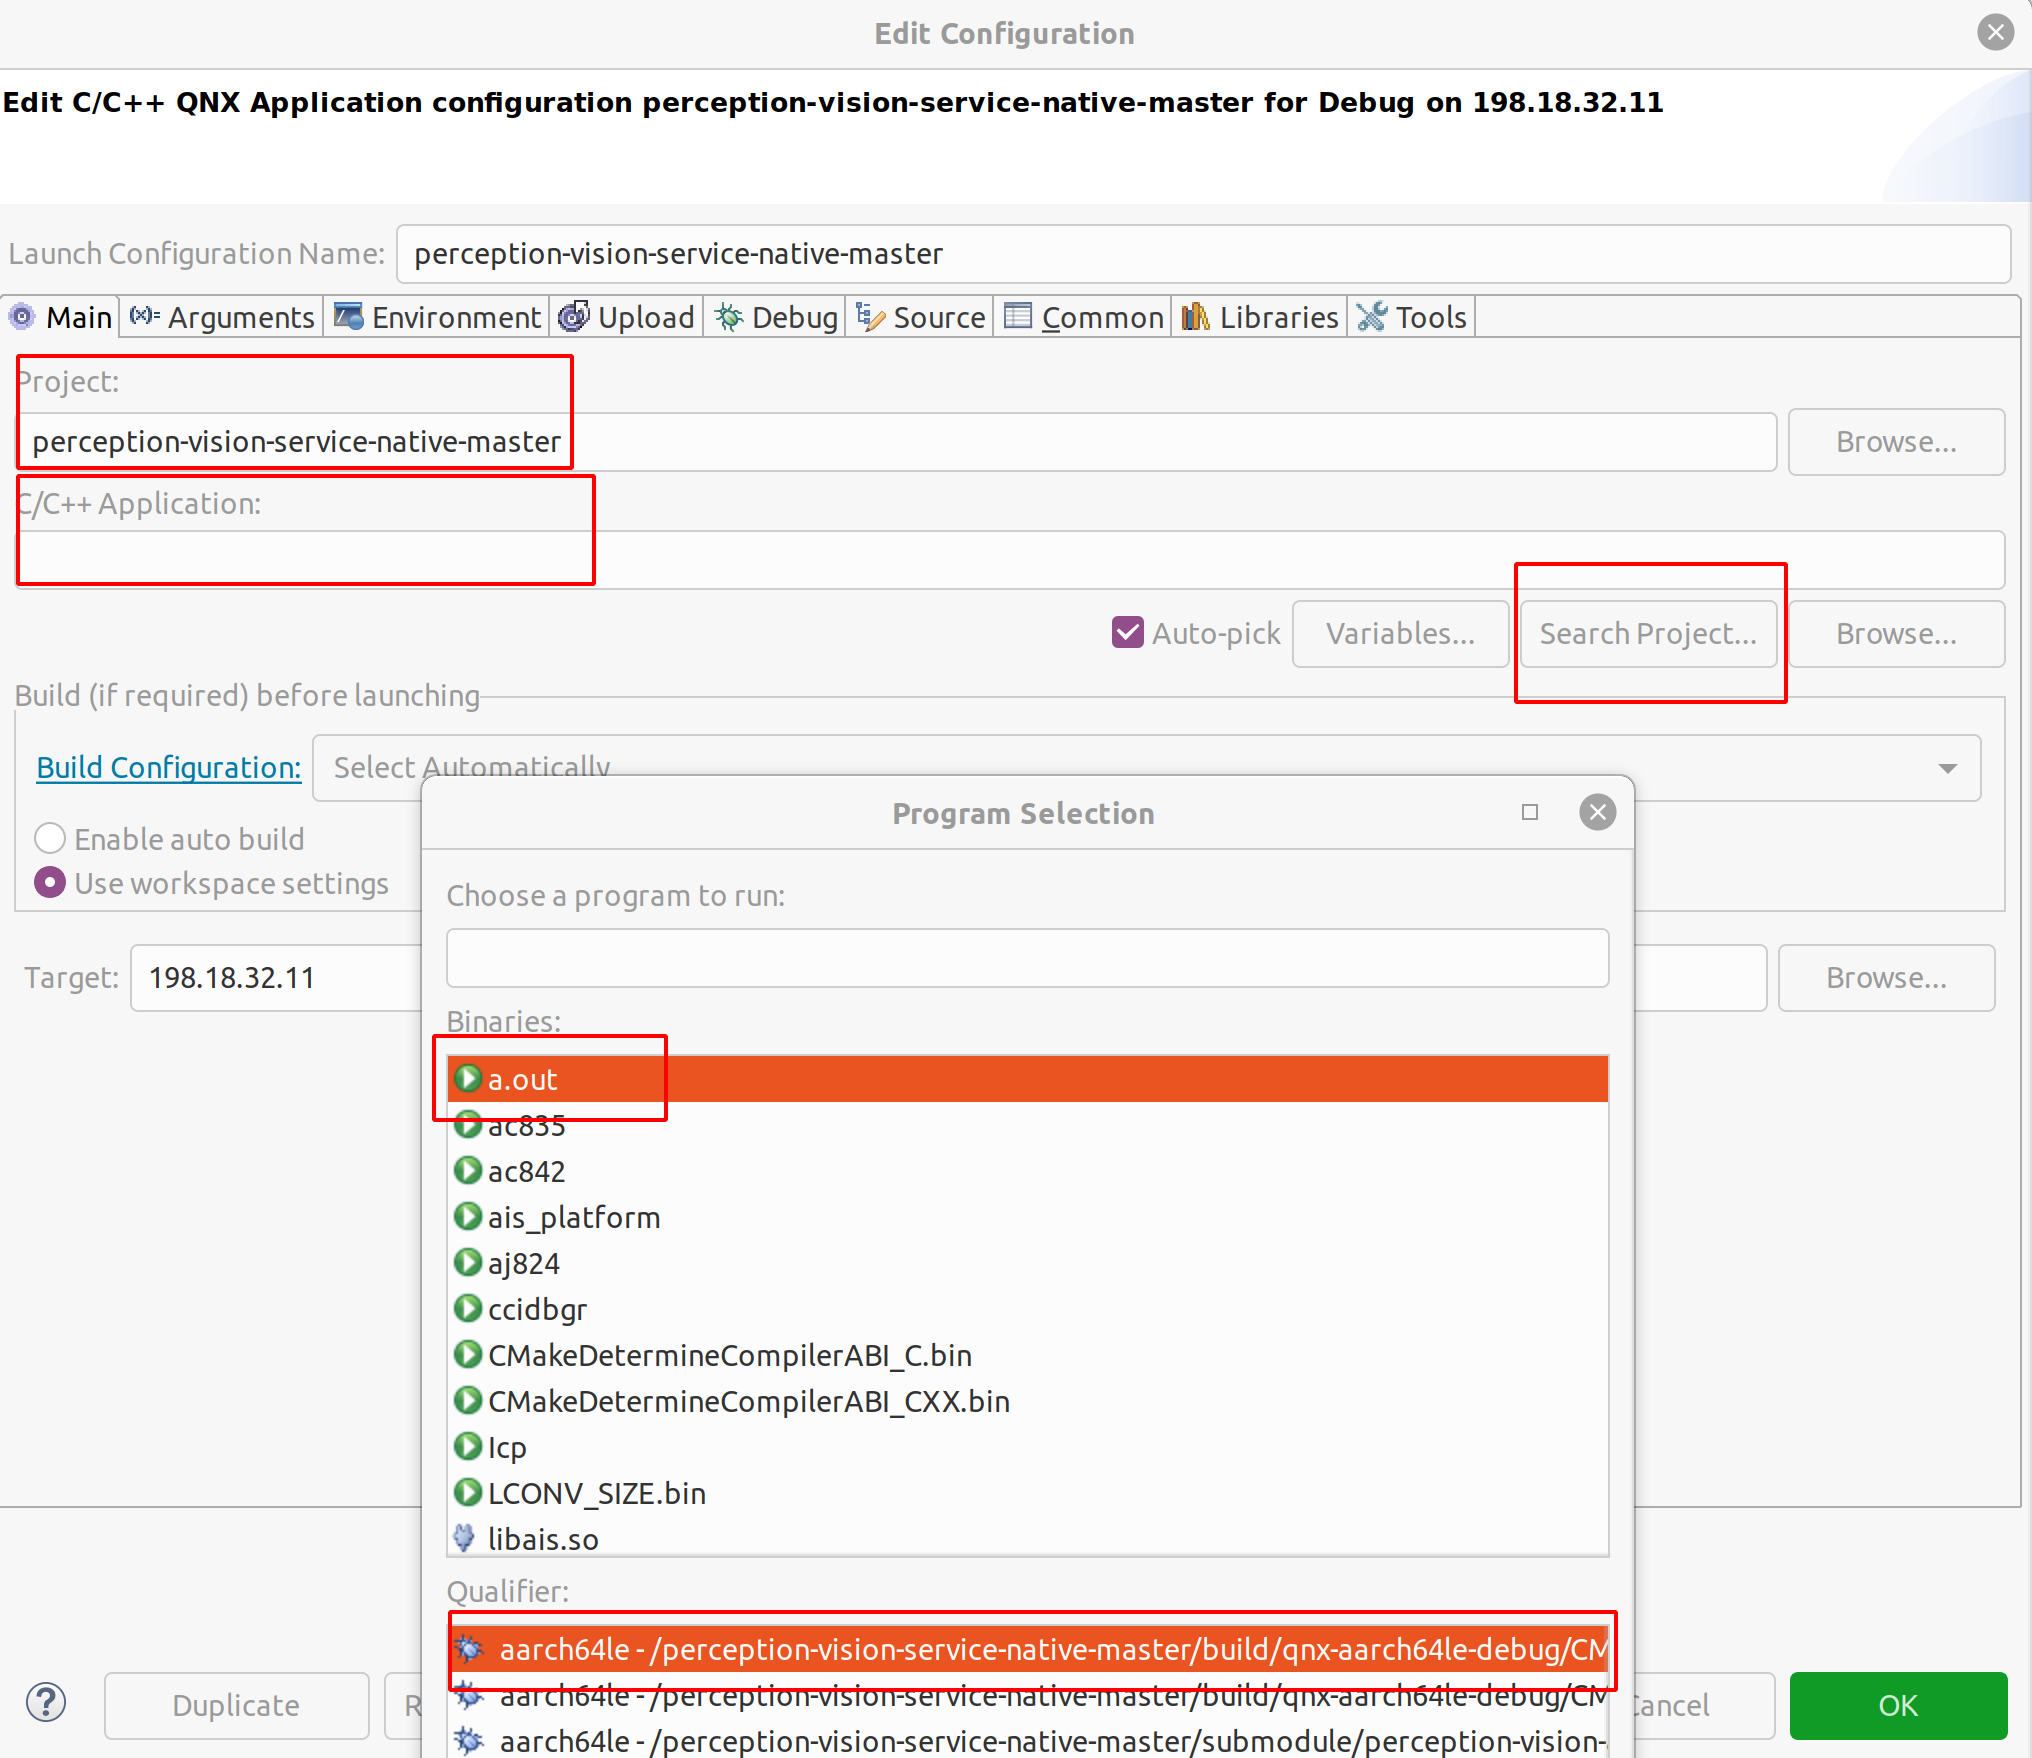 Edit Configuration
Edit C/C++ QNX Application configuration perception-vision-service-native-master for Debug on 198.18.32.11
Launch Configuration Name: perception-vision-service-native-master
Main (x)= Arguments Environment Upload Debug Source Common Libraries Tools
Project:
perception-vision-service-native-master Browse...
C/C++ Application:
Auto-pick Variables... Search Project... Browse...
Build (if required) before launching
Build Configuration: Select Automatically
Enable auto build
Use workspace settings
Target: 198.18.32.11 Browse...
Program Selection
Choose a program to run:
Binaries:
a.out
ac835
ac842
ais_platform
aj824
ccidbgr
CMakeDetermineCompilerABI_C.bin
CMakeDetermineCompilerABI_CXX.bin
Icp
LCONV_SIZE.bin
libais.so
Qualifier:
aarch64le - /perception-vision-service-native-master/build/qnx-aarch64le-debug/CM
aarch64le - /perception-vision-service-native-master/build/qnx-aarch64le-debug/CM
aarch64le - /perception-vision-service-native-master/submodule/perception-vision-
? Duplicate R Cancel OK